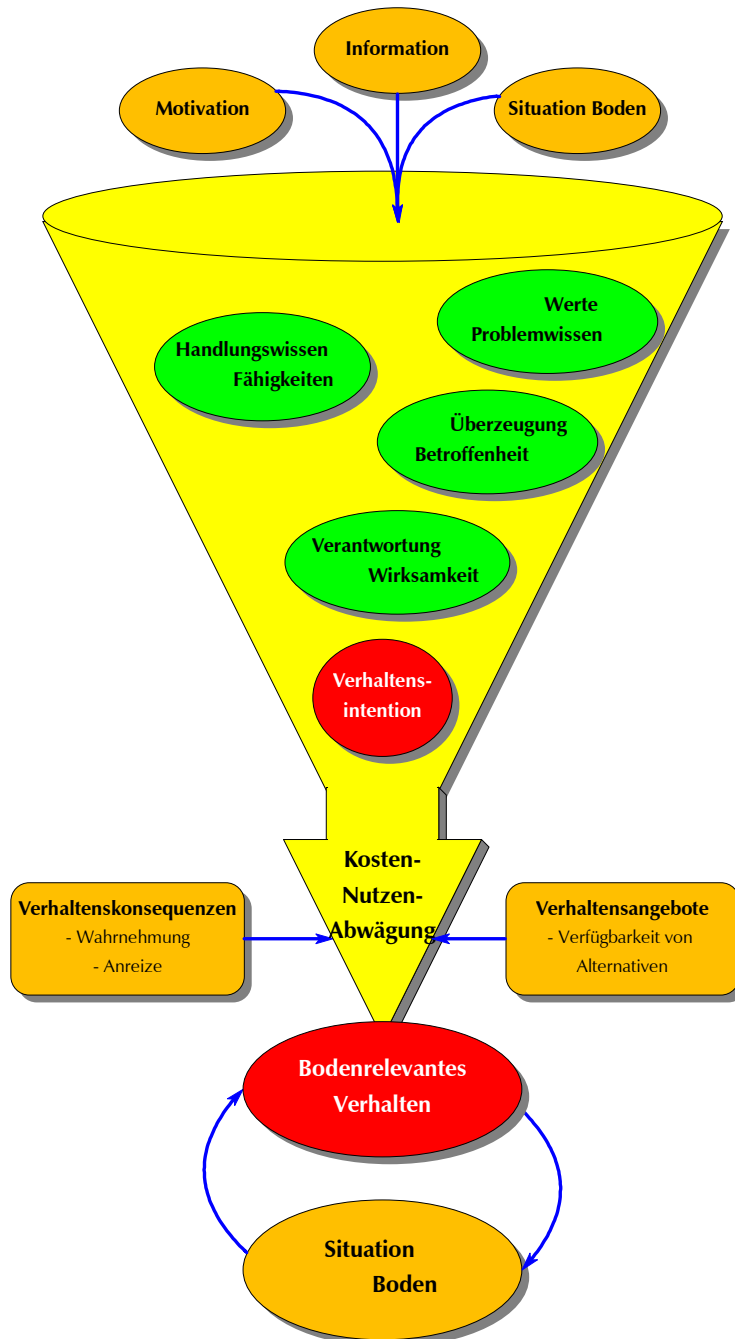 Information
Motivation
Situation Boden
Werte
Problemwissen
Handlungswissen
Fähigkeiten
Überzeugung
Betroffenheit
Verantwortung
Wirksamkeit
Verhaltens-
intention
Kosten-
Nutzen-
Abwägung
Verhaltenskonsequenzen
- Wahrnehmung
- Anreize
Verhaltensangebote
- Verfügbarkeit von
Alternativen
Bodenrelevantes
Verhalten
Situation
Boden